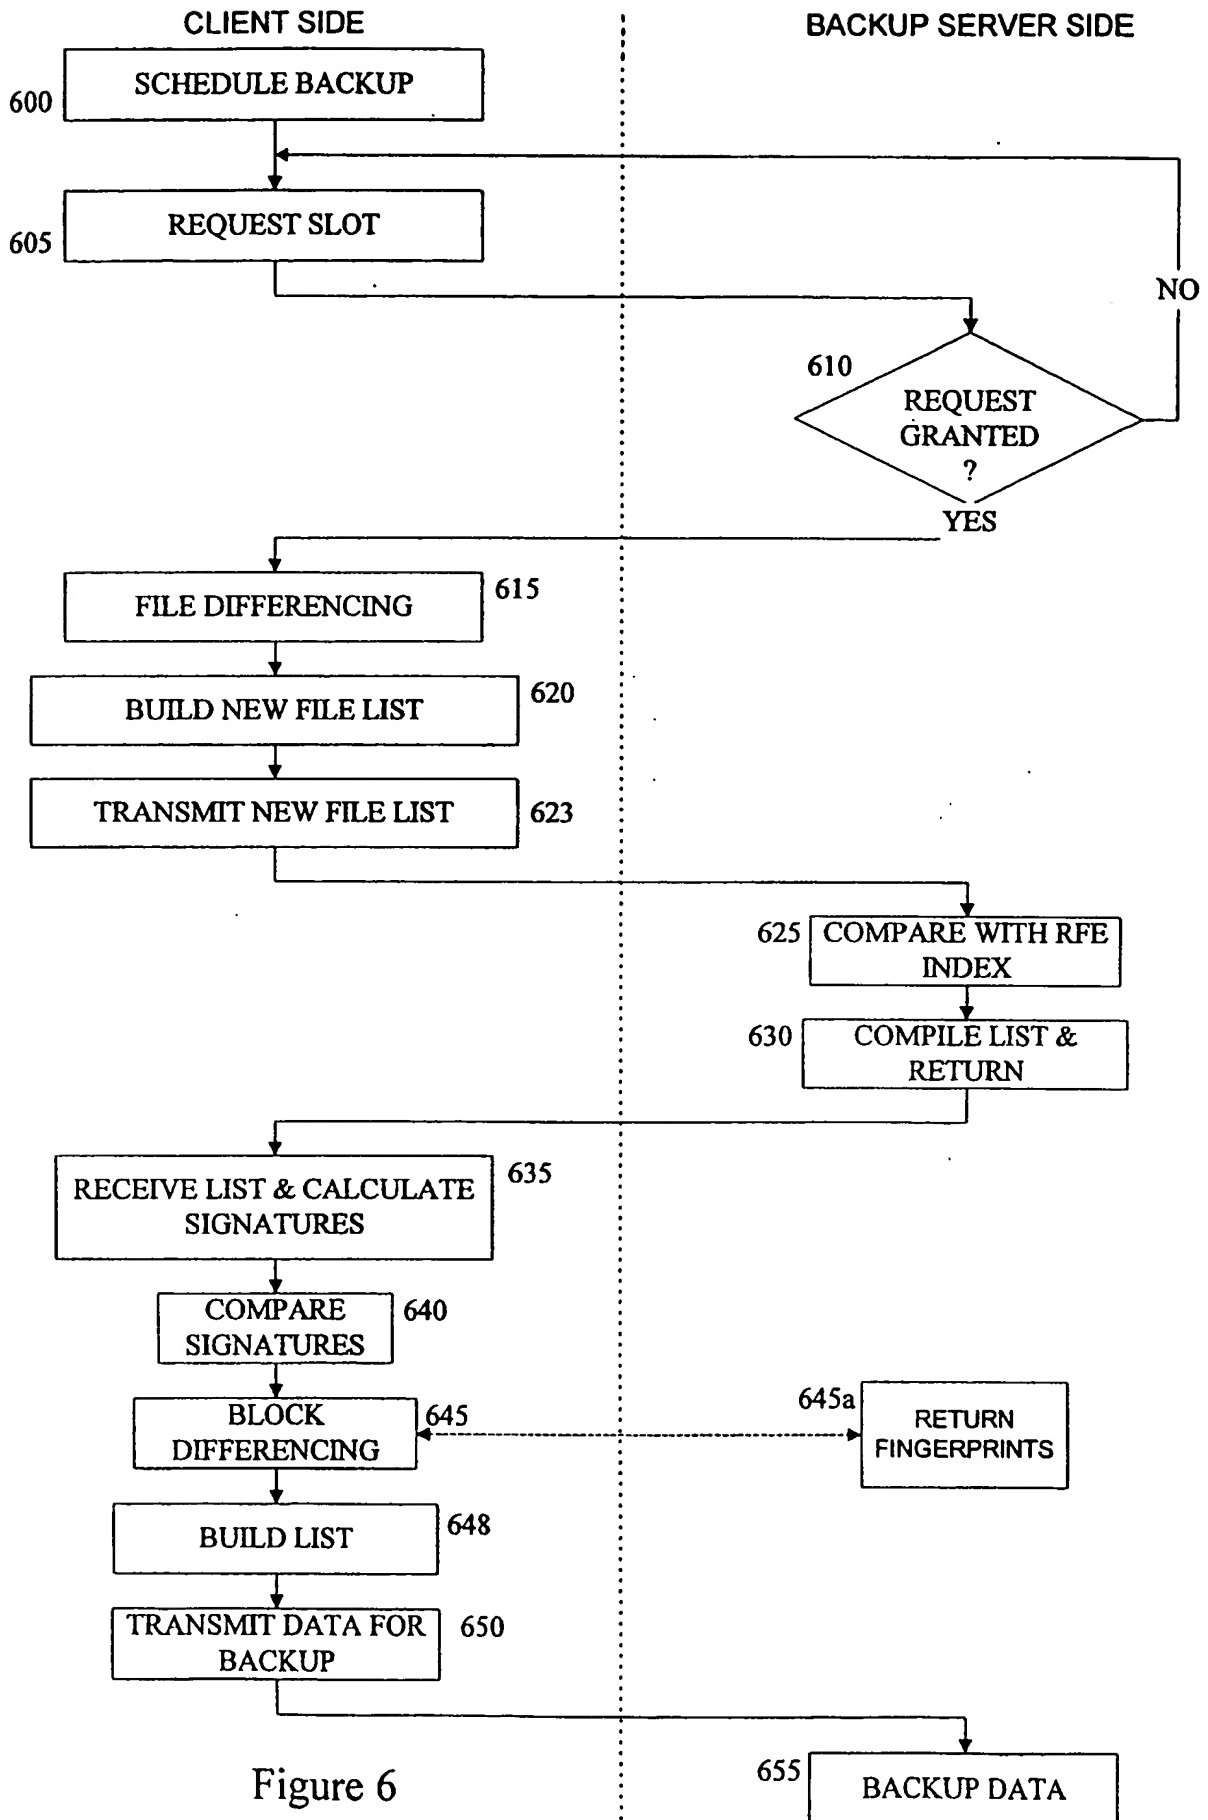 CLIENT SIDE
BACKUP SERVER SIDE
SCHEDULE BACKUP
600
REQUEST SLOT
605
NO
610
REQUEST
GRANTED
?
YES
FILE DIFFERENCING
615
BUILD NEW FILE LIST
620
TRANSMIT NEW FILE LIST
623
625
COMPARE WITH RFE
INDEX
630
COMPILE LIST &
RETURN
RECEIVE LIST & CALCULATE
SIGNATURES
635
COMPARE
SIGNATURES
640
BLOCK
DIFFERENCING
645
645a
RETURN
FINGERPRINTS
BUILD LIST
648
TRANSMIT DATA FOR
BACKUP
650
655
BACKUP DATA
Figure 6